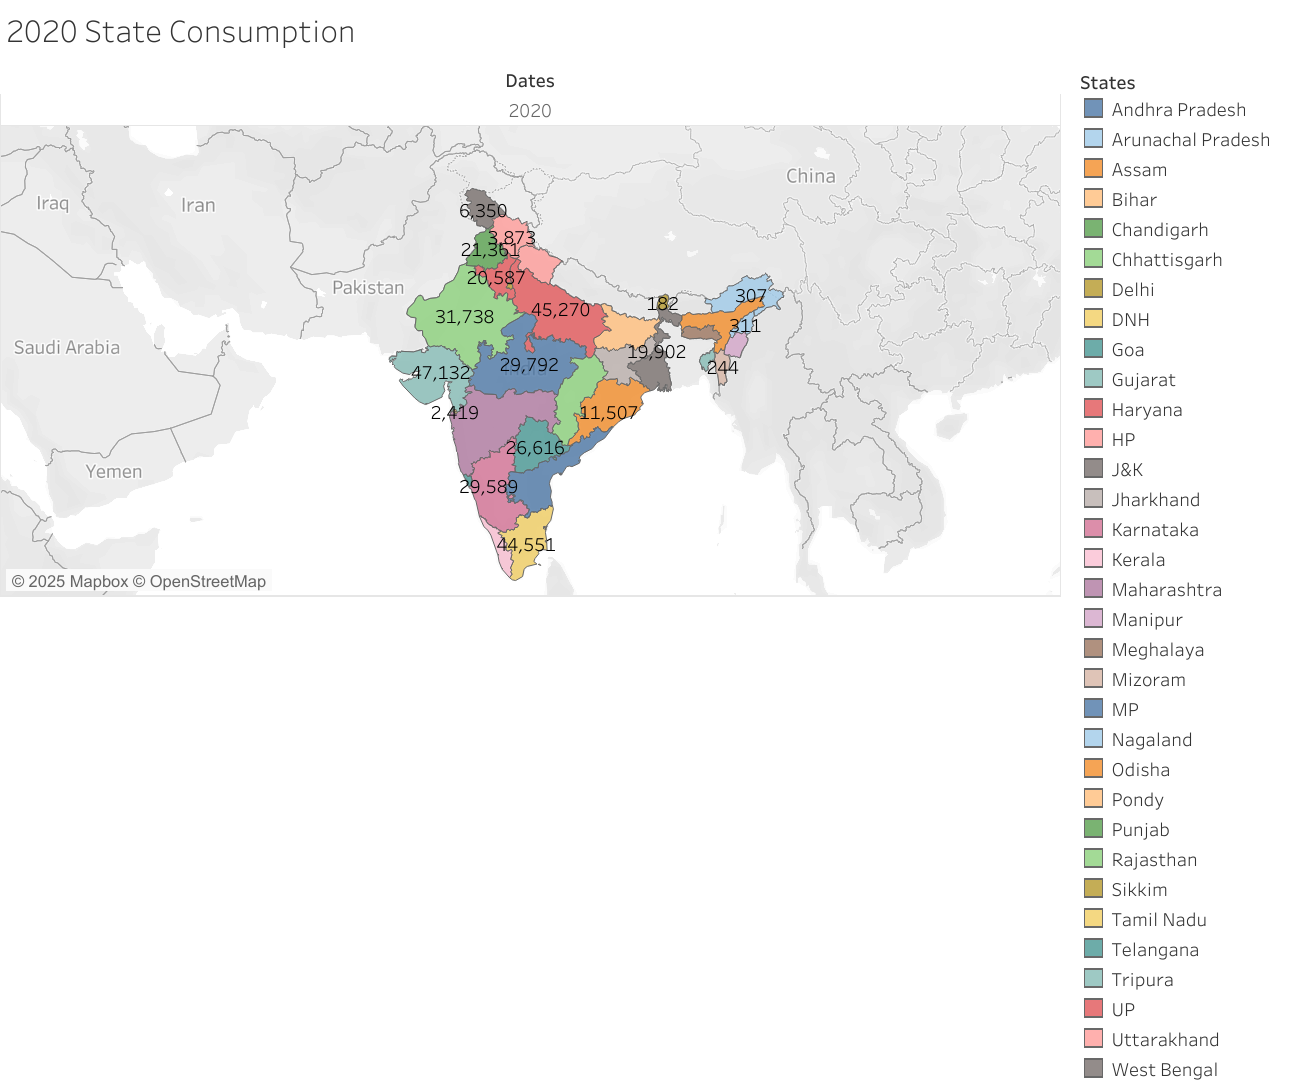 2020 State Consumption
Dates
2020
States
Andhra Pradesh
Arunachal Pradesh
Assam
Bihar
Chandigarh
Chhattisgarh
Delhi
DNH
Goa
Gujarat
Haryana
HP
J&K
Jharkhand
Karnataka
Kerala
Maharashtra
Manipur
Meghalaya
Mizoram
MP
Nagaland
Odisha
Pondy
Punjab
Rajasthan
Sikkim
Tamil Nadu
Telangana
Tripura
UP
Uttarakhand
West Bengal
China
Iraq
Iran
Pakistan
Saudi Arabia
Yemen
6,350
3,873
21,361
20,587
31,738
45,270
182
307
311
19,902
244
47,132
29,792
2,419
11,507
26,616
29,589
44,551
© 2025 Mapbox © OpenStreetMap